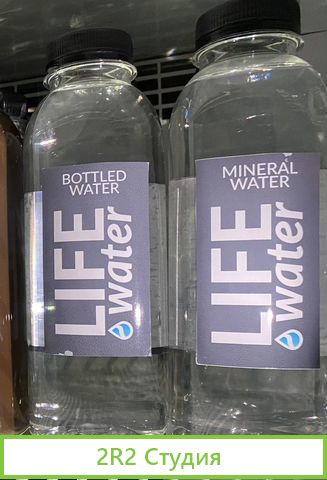 BOTTLED
WATER
LIFE
water
MINERAL
WATER
LIFE
water
2R2 Студия